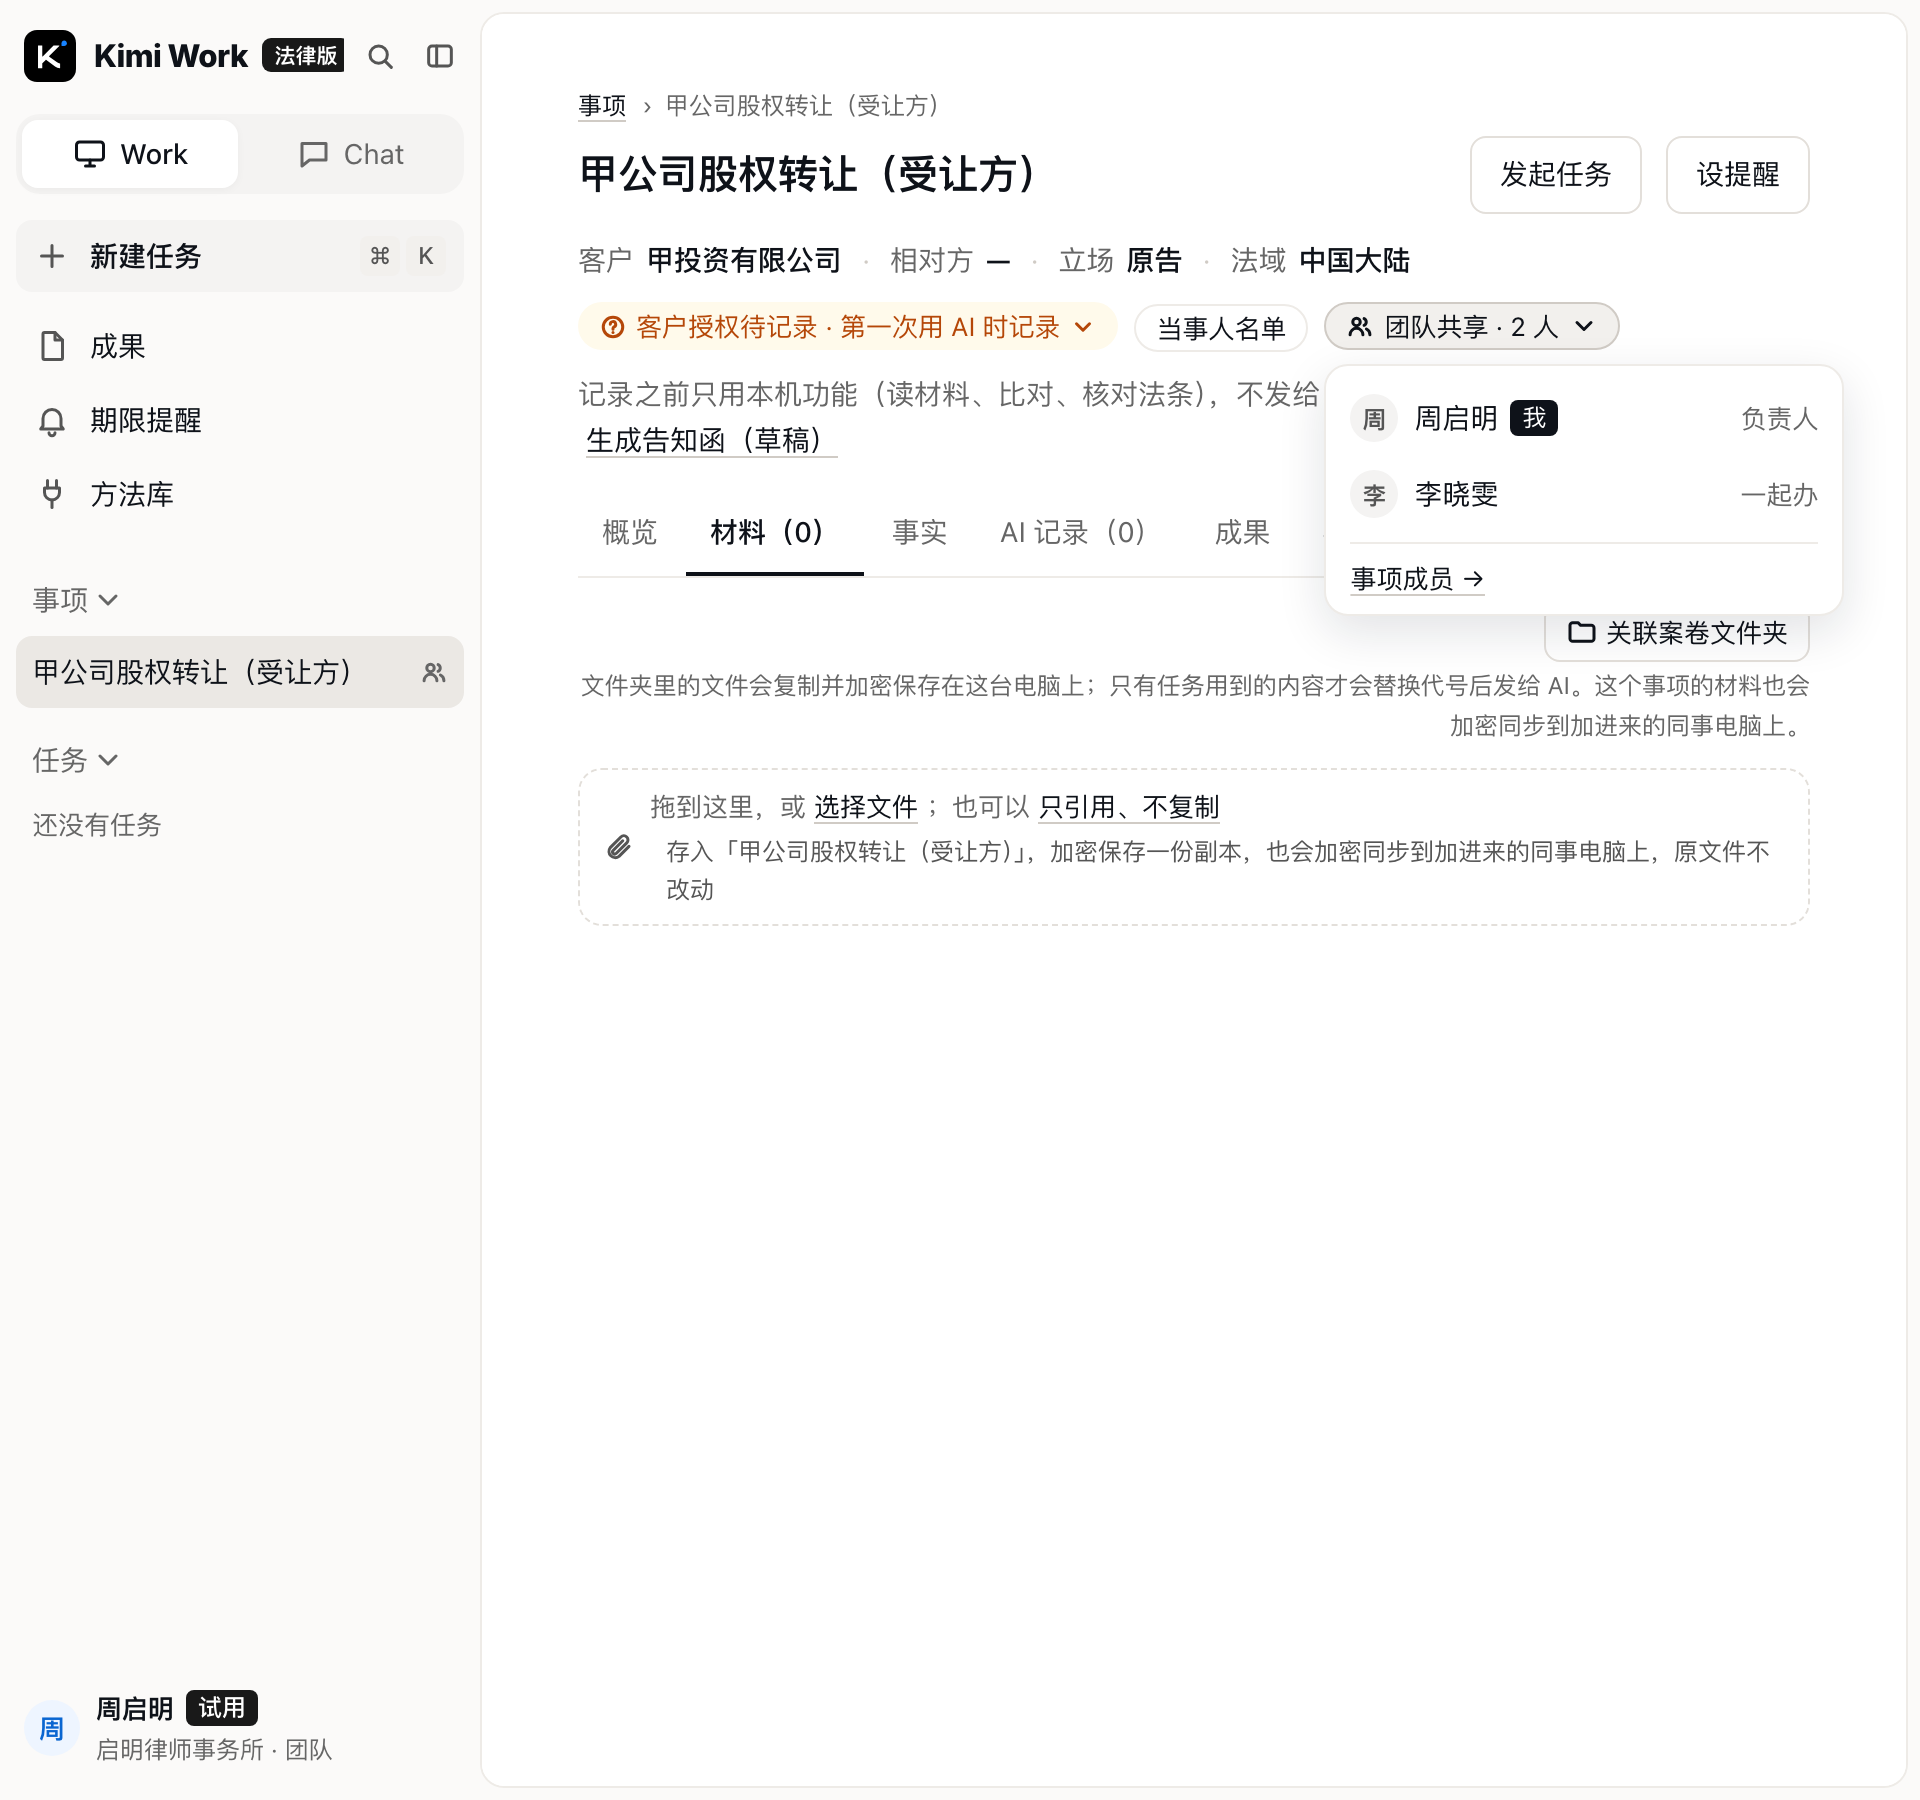 Kimi Work 法律版
Work
Chat
新建任务 ⌘ K
成果
期限提醒
方法库
事项
甲公司股权转让（受让方）
任务
还没有任务
周 周启明 试用
启明律师事务所 · 团队
事项 › 甲公司股权转让（受让方）
甲公司股权转让（受让方）
发起任务
设提醒
客户 甲投资有限公司 · 相对方 — · 立场 原告 · 法域 中国大陆
客户授权待记录 · 第一次用 AI 时记录
当事人名单
团队共享 · 2 人
记录之前只用本机功能（读材料、比对、核对法条），不发给
生成告知函（草稿）
周 周启明 我 负责人
李 李晓雯 一起办
事项成员 →
概览 材料（0） 事实 AI 记录（0） 成果
关联案卷文件夹
文件夹里的文件会复制并加密保存在这台电脑上；只有任务用到的内容才会替换代号后发给 AI。这个事项的材料也会
加密同步到加进来的同事电脑上。
拖到这里，或 选择文件 ；也可以 只引用、不复制
存入「甲公司股权转让（受让方）」，加密保存一份副本，也会加密同步到加进来的同事电脑上，原文件不
改动